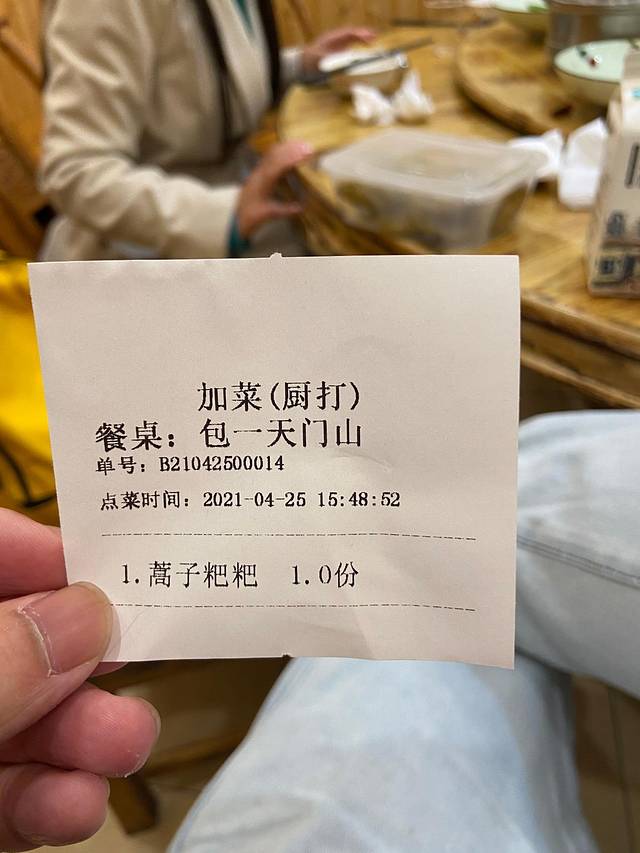 加菜(厨打)
餐桌：包一天门山
单号：B21042500014
点菜时间：2021-04-25 15:48:52
1.蒿子粑粑 1.0份